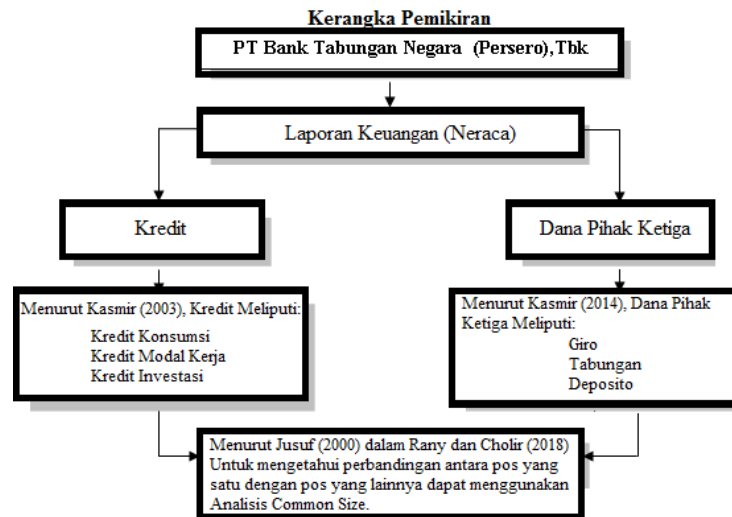 Kerangka Pemikiran
PT Bank Tabungan Negara (Persero),Tbk
Laporan Keuangan (Neraca)
Kredit
Dana Pihak Ketiga
Menurut Kasmir (2003), Kredit Meliputi:
Kredit Konsumsi
Kredit Modal Kerja
Kredit Investasi
Menurut Kasmir (2014), Dana Pihak
Ketiga Meliputi:
Giro
Tabungan
Deposito
Menurut Jusuf (2000) dalam Rany dan Cholir (2018)
Untuk mengetahui perbandingan antara pos yang
satu dengan pos yang lainnya dapat menggunakan
Analisis Common Size.